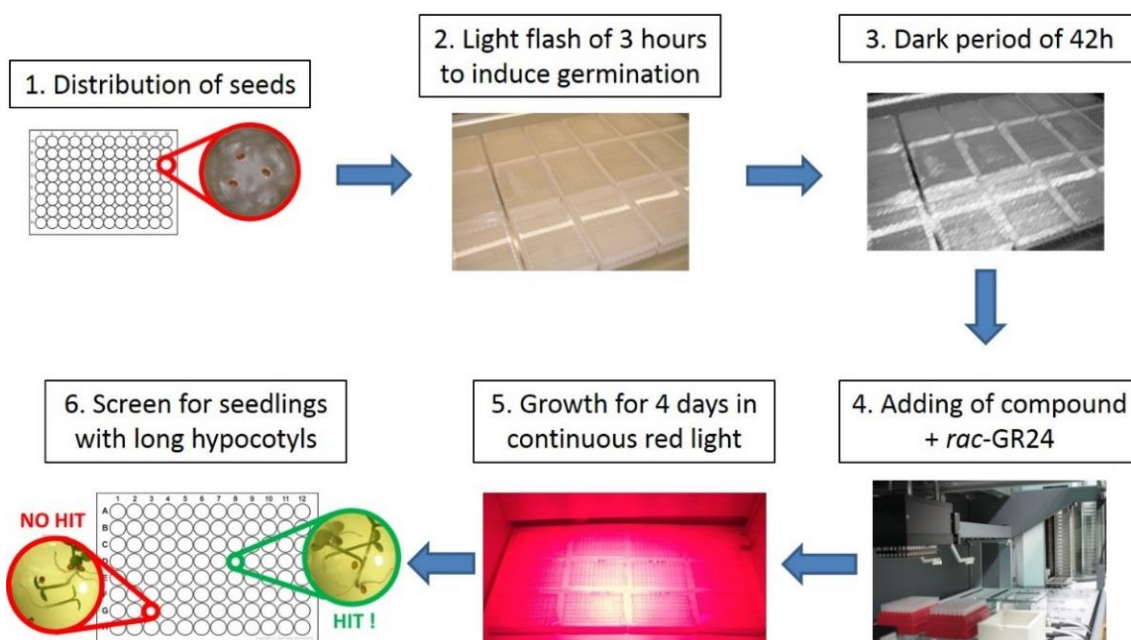 1. Distribution of seeds
2. Light flash of 3 hours
to induce germination
3. Dark period of 42h
4. Adding of compound
+ rac-GR24
5. Growth for 4 days in
continuous red light
6. Screen for seedlings
with long hypocotyls
NO HIT
1 2 3 4 5 6 7 8 9 10 11 12
A
B
C
D
E
F
G
H
HIT !